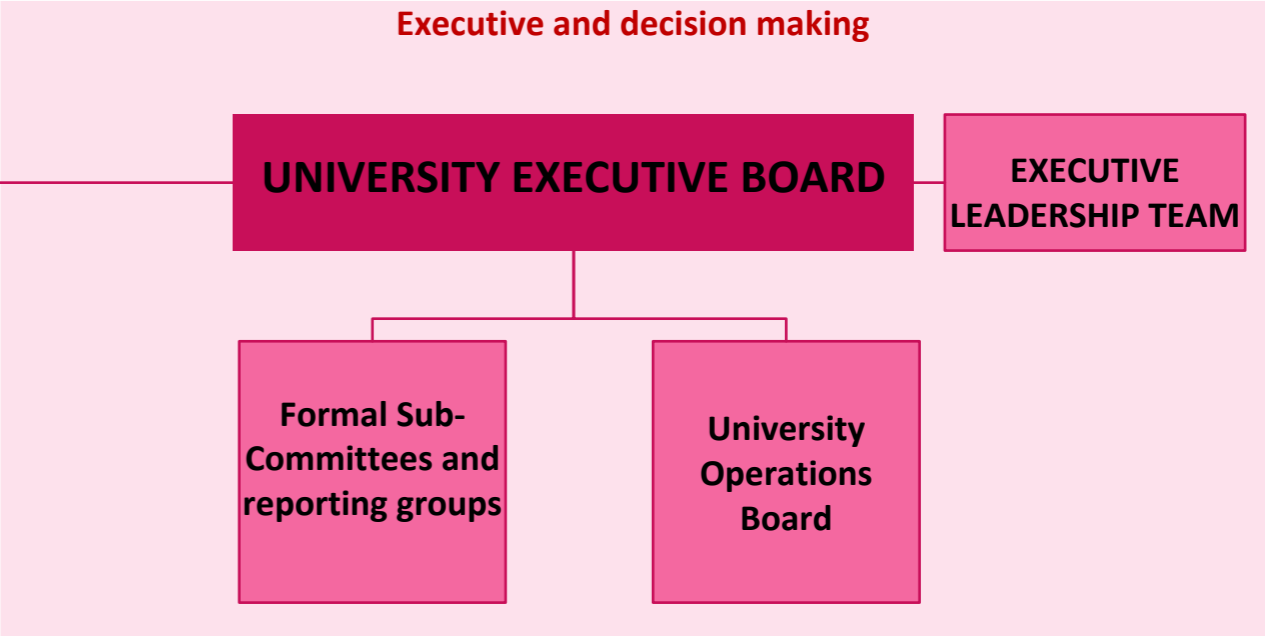 Executive and decision making
UNIVERSITY EXECUTIVE BOARD
EXECUTIVE
LEADERSHIP TEAM
Formal Sub-
Committees and
reporting groups
University
Operations
Board